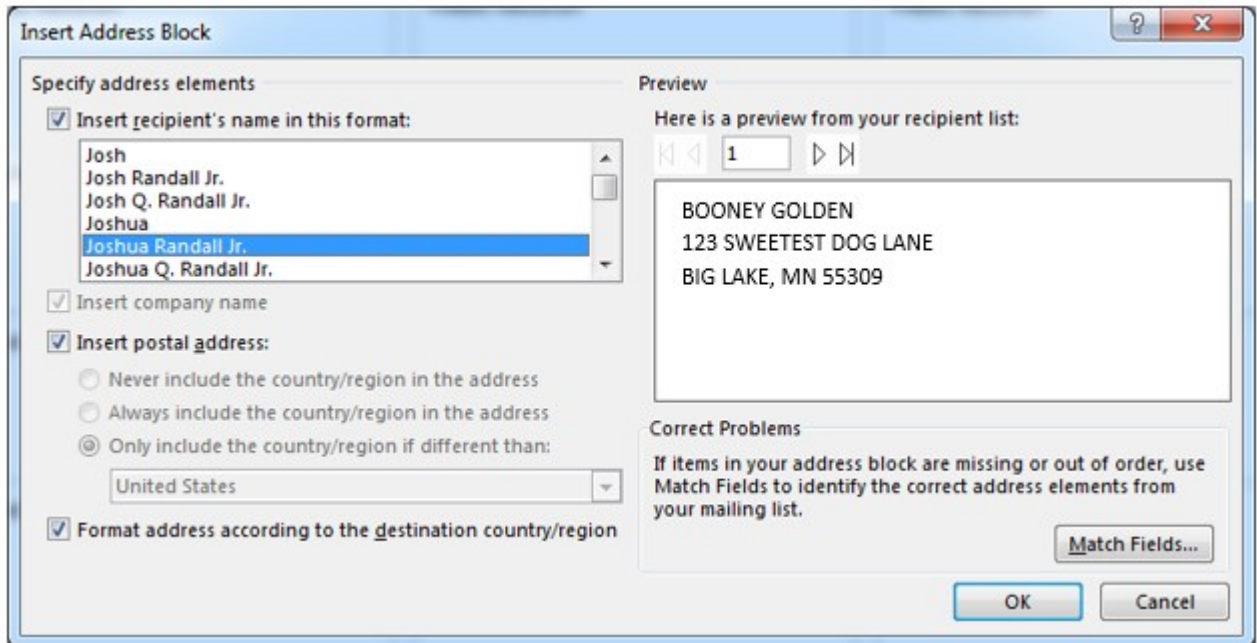 Insert Address Block
?
X
Specify address elements
Insert recipient's name in this format:
Josh
Josh Randall Jr.
Josh Q. Randall Jr.
Joshua
Joshua Randall Jr.
Joshua Q. Randall Jr.
Insert company name
Insert postal address:
Never include the country/region in the address
Always include the country/region in the address
Only include the country/region if different than:
United States
Format address according to the destination country/region
Preview
Here is a preview from your recipient list:
1
BOONEY GOLDEN
123 SWEETEST DOG LANE
BIG LAKE, MN 55309
Correct Problems
If items in your address block are missing or out of order, use
Match Fields to identify the correct address elements from
your mailing list.
Match Fields...
OK
Cancel